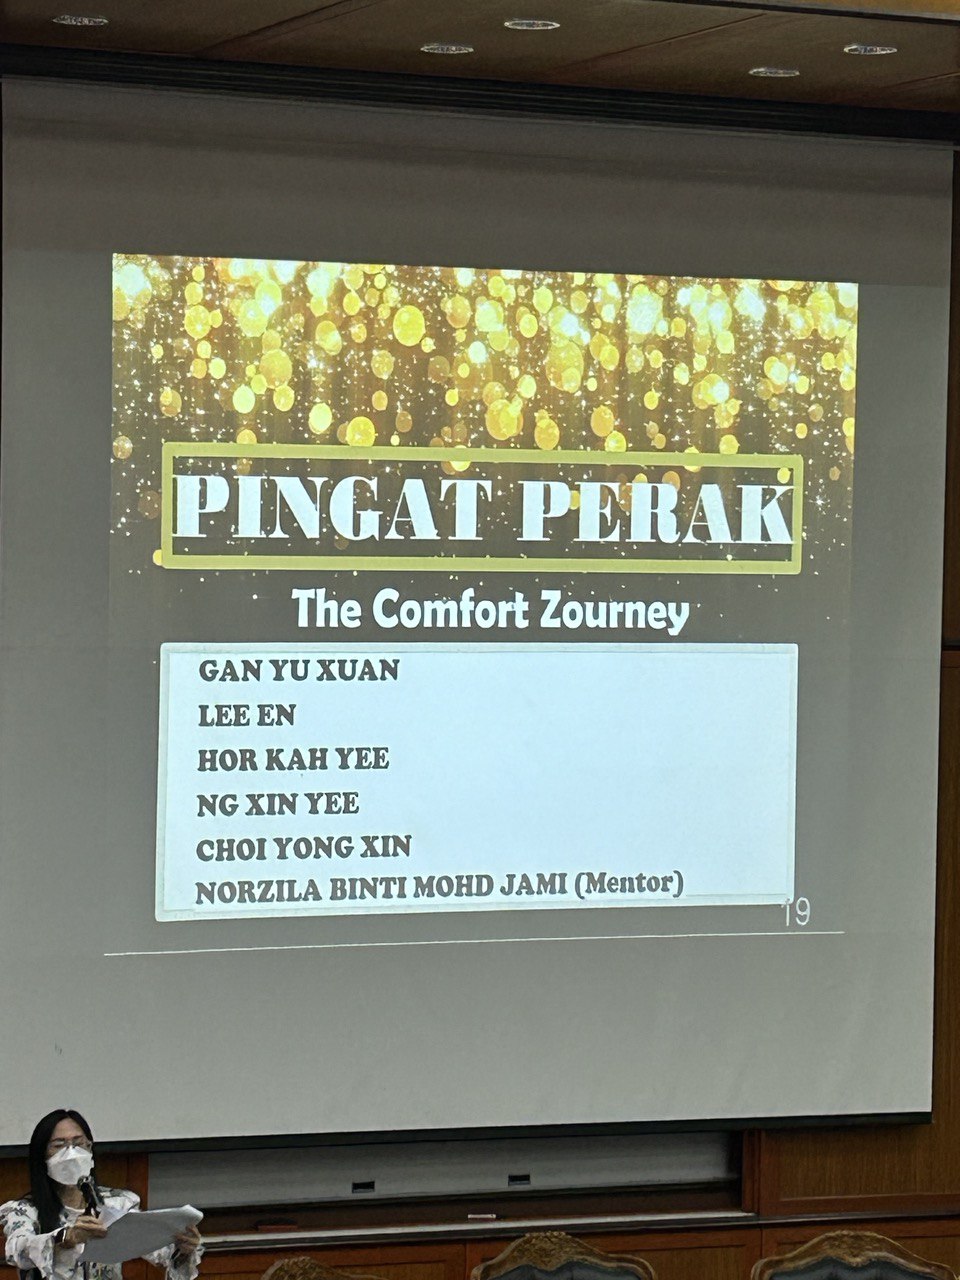 PINGAT PERAK
The Comfort Zourney
GAN YU XUAN
LEE EN
HOR KAH YEE
NG XIN YEE
CHOI YONG XIN
NORZILA BINTI MOHD JAMI (Mentor)
19